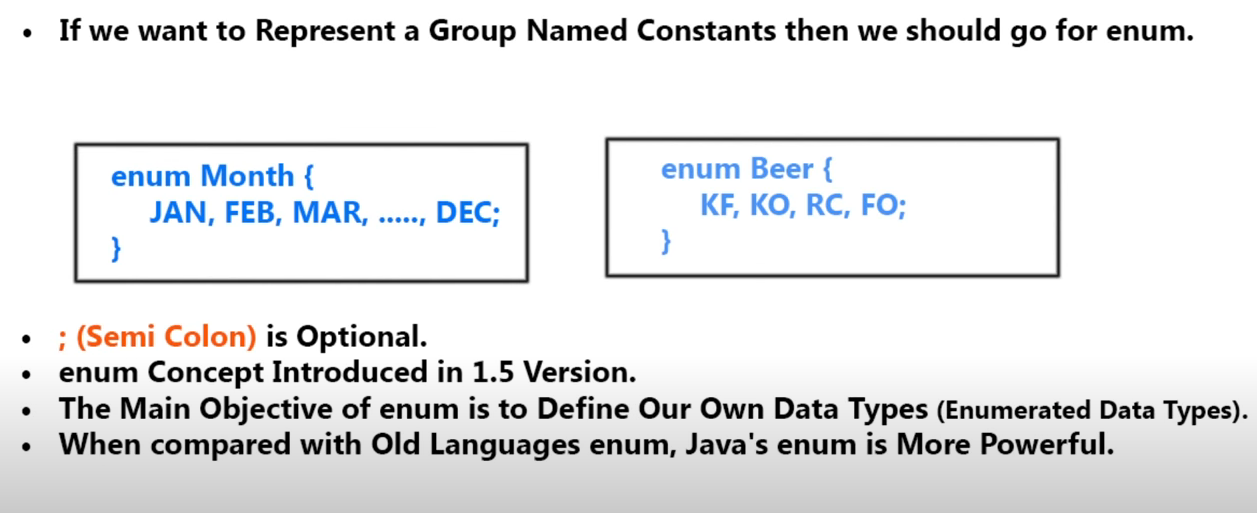 • If we want to Represent a Group Named Constants then we should go for enum.
enum Month {
JAN, FEB, MAR, ....., DEC;
}
enum Beer {
KF, KO, RC, FO;
}
• ; (Semi Colon) is Optional.
• enum Concept Introduced in 1.5 Version.
• The Main Objective of enum is to Define Our Own Data Types (Enumerated Data Types).
• When compared with Old Languages enum, Java's enum is More Powerful.